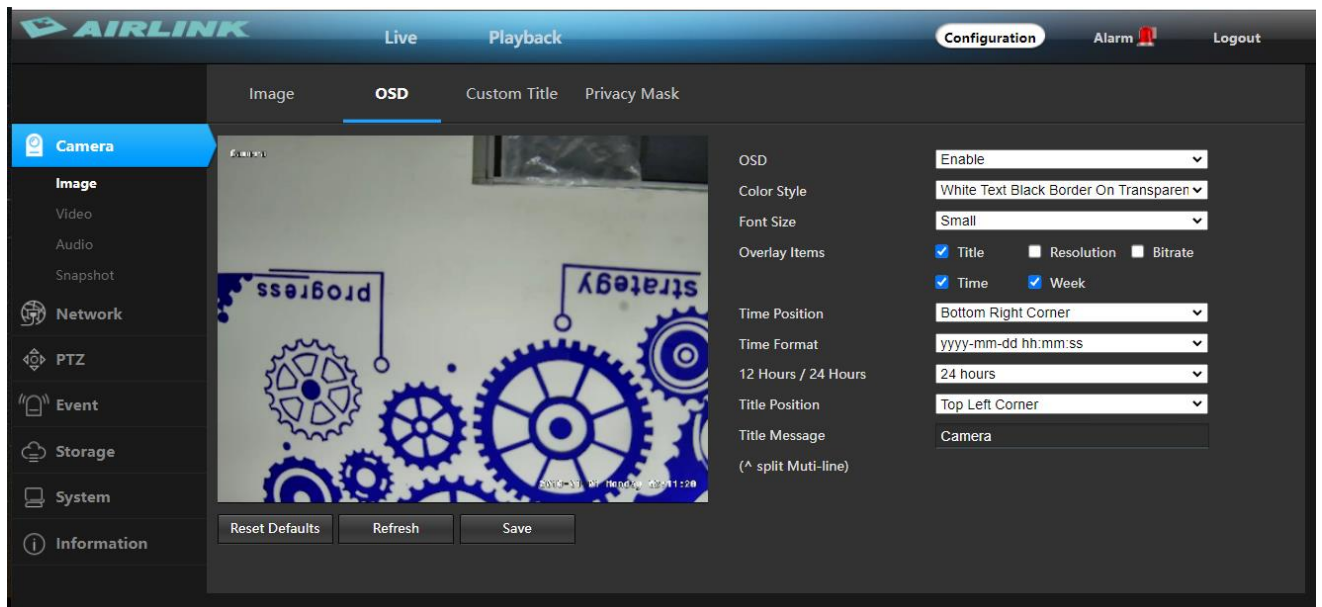 AIRLINK
Live Playback Configuration Alarm Logout
Image OSD Custom Title Privacy Mask
Camera
Image
Video
Audio
Snapshot
Network
PTZ
Event
Storage
System
Information
Camera
progress
strategy
Reset Defaults Refresh Save
OSD Enable
Color Style White Text Black Border On Transparen
Font Size Small
Overlay Items Title Resolution Bitrate
Time Week
Time Position Bottom Right Corner
Time Format yyyy-mm-dd hh:mm:ss
12 Hours / 24 Hours 24 hours
Title Position Top Left Corner
Title Message Camera
(^ split Muti-line)